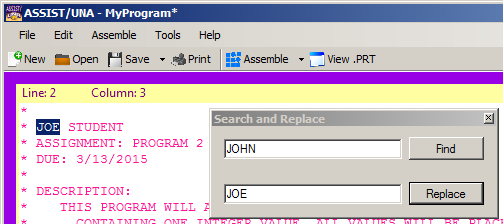 ASSIST/UNA - MyProgram*
File Edit Assemble Tools Help
New Open Save Print Assemble View .PRT
Line: 2 Column: 3
*
* JOE STUDENT
* ASSIGNMENT: PROGRAM 2
* DUE: 3/13/2015
*
* DESCRIPTION:
* THIS PROGRAM WILL A
* CONTAINING ONE INTEGER VALUE. ALL VALUES WILL BE PLAC
Search and Replace
JOHN Find
JOE Replace